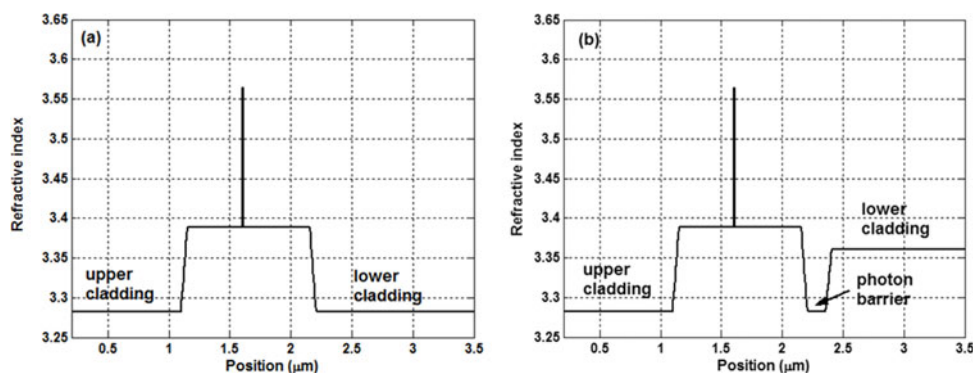 (a)
3.65
3.6
3.55
3.5
3.45
3.4
3.35
3.3
3.25
Refractive index
upper
cladding
lower
cladding
0.5
1
1.5
2
2.5
3
3.5
Position (μm)
(b)
3.65
3.6
3.55
3.5
3.45
3.4
3.35
3.3
3.25
Refractive index
upper
cladding
lower
cladding
photon
barrier
0.5
1
1.5
2
2.5
3
3.5
Position (μm)